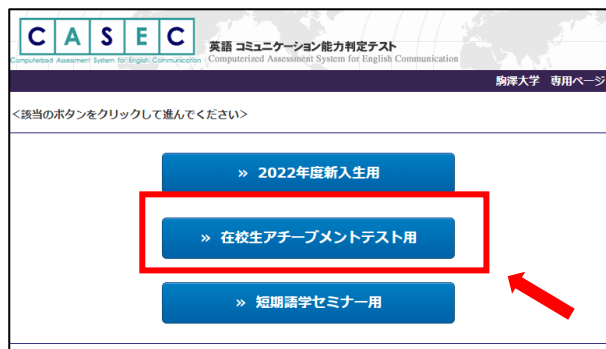 CASEC
Computerized Assessment System for English Communication
英語 コミュニケーション能力判定テスト
Computerized Assessment System for English Communication
駒澤大学 専用ページ
<該当のボタンをクリックして進んでください>
» 2022年度新入生用
» 在校生アチーブメントテスト用
» 短期語学セミナー用